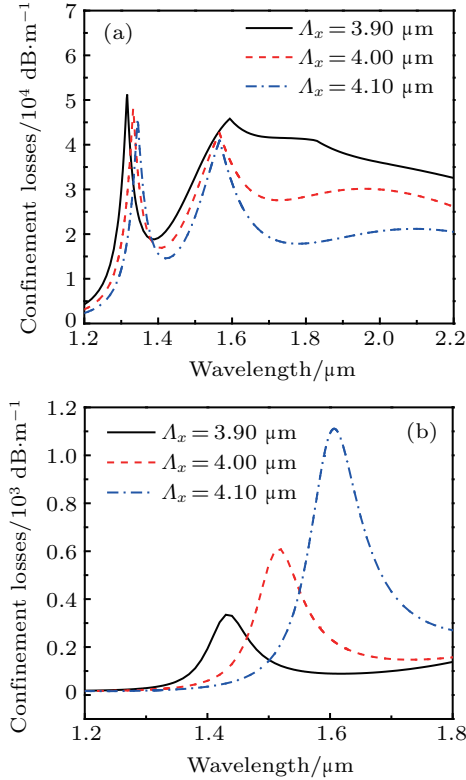 (a)
Λx = 3.90 μm
Λx = 4.00 μm
Λx = 4.10 μm
Confinement losses/10⁴ dB·m⁻¹
7
6
5
4
3
2
1
0
1.2 1.4 1.6 1.8 2.0 2.2
Wavelength/μm
(b)
Λx = 3.90 μm
Λx = 4.00 μm
Λx = 4.10 μm
Confinement losses/10³ dB·m⁻¹
1.2
1.0
0.8
0.6
0.4
0.2
0
1.2 1.4 1.6 1.8
Wavelength/μm